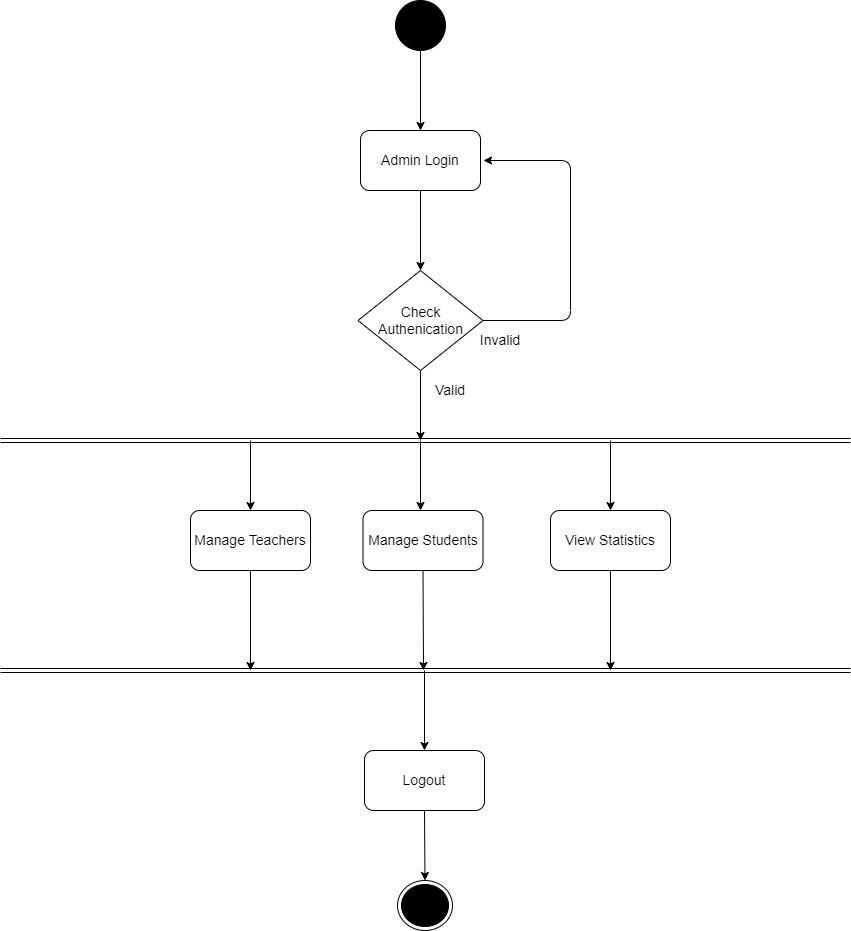 Admin Login
Check
Authenication
Invalid
Valid
Manage Teachers
Manage Students
View Statistics
Logout